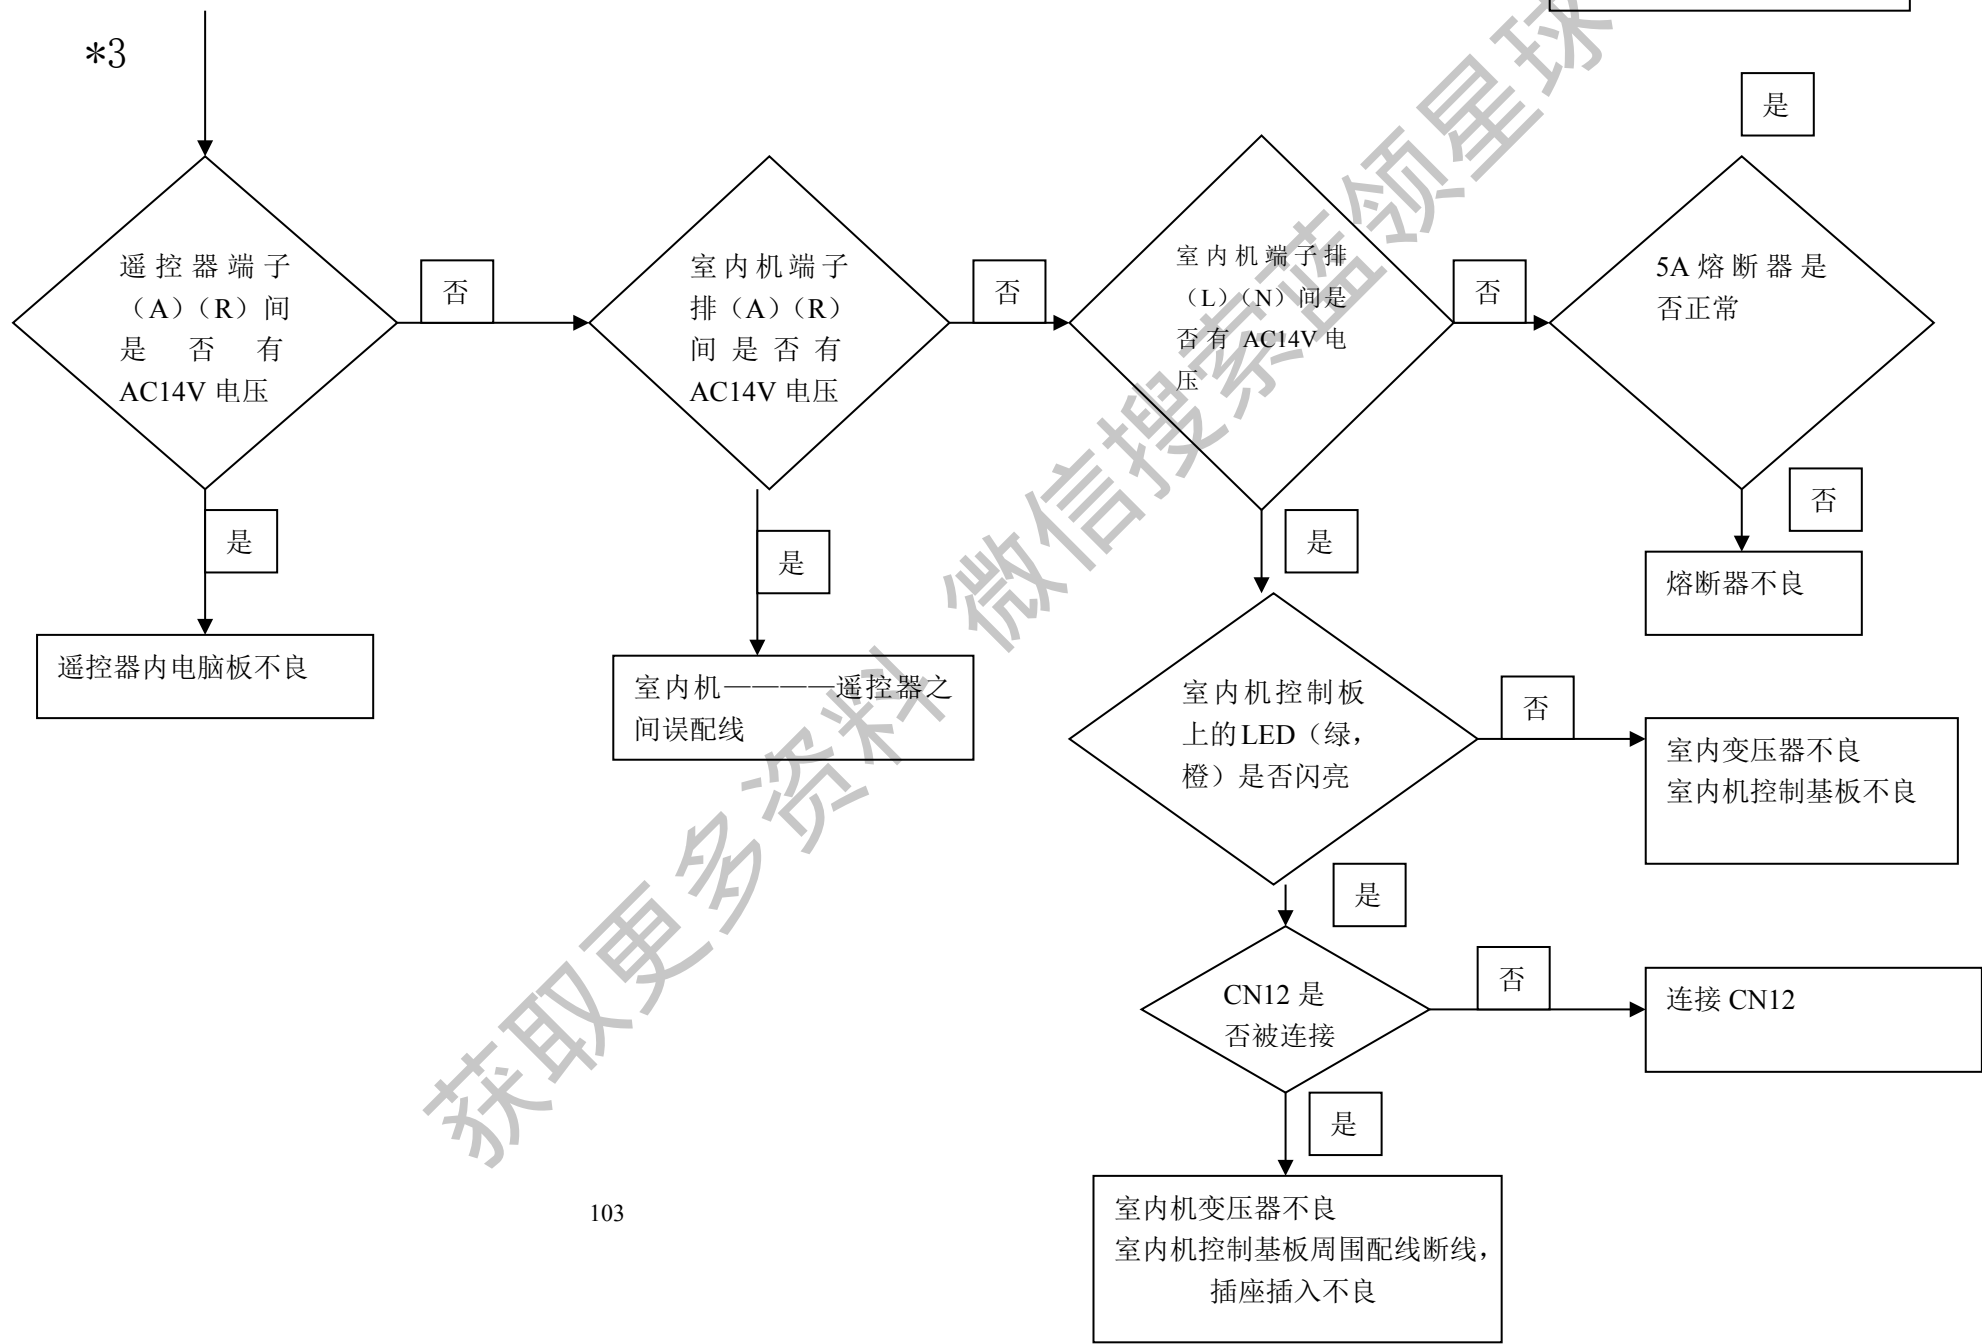 *3
是
遥控器端子
（A）（R）间
是否有
AC14V 电压
否
室内机端子
排（A）（R）
间是否有
AC14V 电压
否
室内机端子排
（L）（N）间是
否有 AC14V 电
压
否
5A 熔断器是
否正常
是
是
是
否
熔断器不良
遥控器内电脑板不良
室内机————遥控器之
间误配线
室内机控制板
上的 LED（绿，
橙）是否闪亮
否
室内变压器不良
室内机控制基板不良
是
CN12 是
否被连接
否
连接 CN12
是
室内机变压器不良
室内机控制基板周围配线断线，
插座插入不良
103
获取更多资料 微信搜索蓝领星球